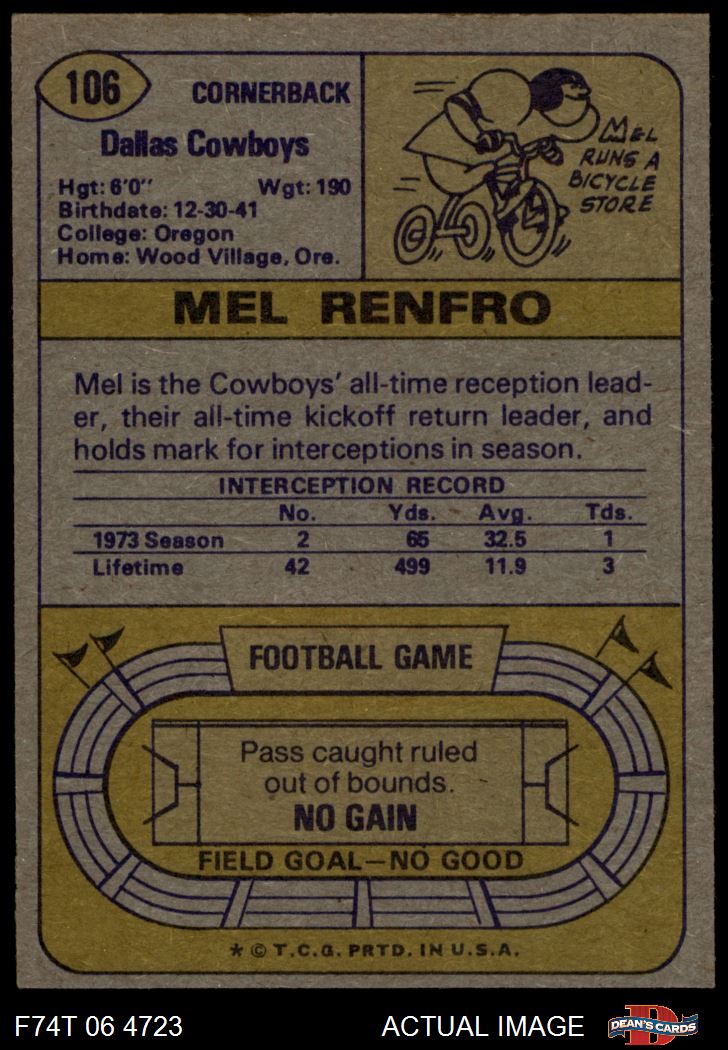 106
CORNERBACK
Dallas Cowboys
Hgt: 6'0" Wgt: 190
Birthdate: 12-30-41
College: Oregon
Home: Wood Village, Ore.
MEL
RUNS A
BICYCLE
STORE
MEL RENFRO
Mel is the Cowboys' all-time reception lead-
er, their all-time kickoff return leader, and
holds mark for interceptions in season.
INTERCEPTION RECORD
No. Yds. Avg. Tds.
1973 Season 2 65 32.5 1
Lifetime 42 499 11.9 3
FOOTBALL GAME
Pass caught ruled
out of bounds.
NO GAIN
FIELD GOAL—NO GOOD
* © T.C.G. PRTD. IN U.S.A.
F74T 06 4723 ACTUAL IMAGE
DEAN'S CARDS